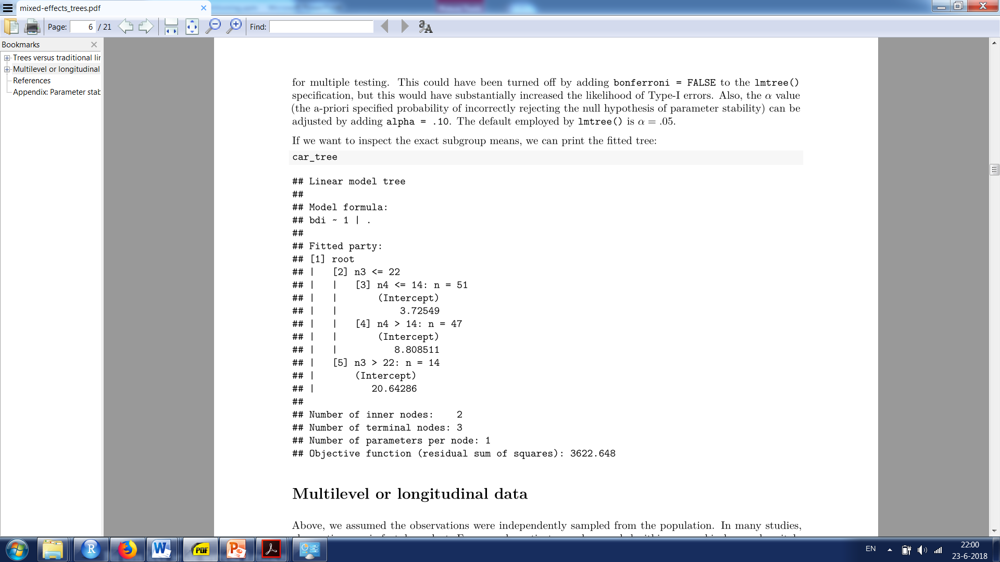 mixed-effects_trees.pdf
Page: 6 / 21
Find:
Bookmarks
Trees versus traditional lin
Multilevel or longitudinal
References
Appendix: Parameter stab
for multiple testing. This could have been turned off by adding bonferroni = FALSE to the lmtree()
specification, but this would have substantially increased the likelihood of Type-I errors. Also, the α value
(the a-priori specified probability of incorrectly rejecting the null hypothesis of parameter stability) can be
adjusted by adding alpha = .10. The default employed by lmtree() is α = .05.
If we want to inspect the exact subgroup means, we can print the fitted tree:
car_tree
## Linear model tree
##
## Model formula:
## bdi ~ 1 | .
##
## Fitted party:
## [1] root
## |   [2] n3 <= 22
## |   |   [3] n4 <= 14: n = 51
## |   |       (Intercept)
## |   |           3.72549
## |   |   [4] n4 > 14: n = 47
## |   |       (Intercept)
## |   |          8.808511
## |   [5] n3 > 22: n = 14
## |       (Intercept)
## |          20.64286
##
## Number of inner nodes:    2
## Number of terminal nodes: 3
## Number of parameters per node: 1
## Objective function (residual sum of squares): 3622.648
Multilevel or longitudinal data
Above, we assumed the observations were independently sampled from the population. In many studies,
EN
22:00
23-6-2018